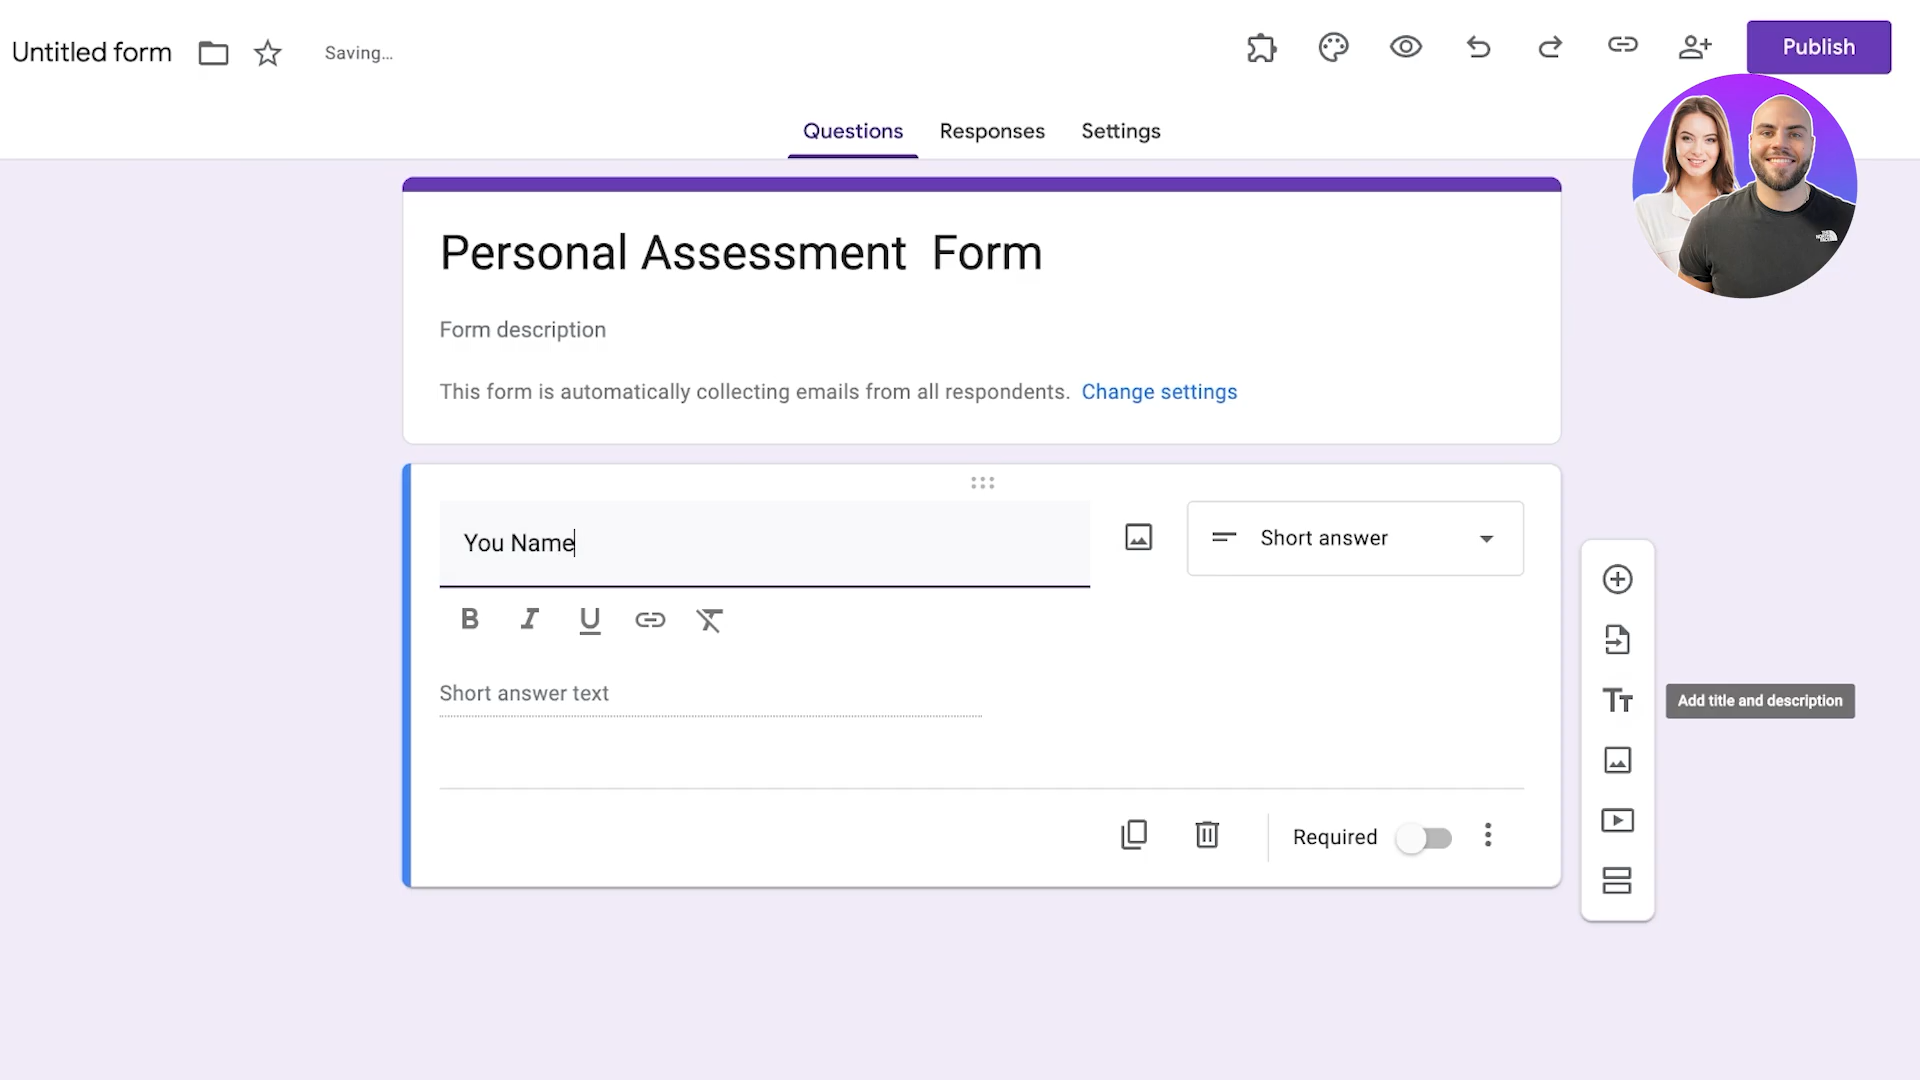 Untitled form
Saving...
Publish
Questions
Responses
Settings
Personal Assessment  Form
Form description
This form is automatically collecting emails from all respondents. Change settings
You Name
Short answer
B I U
Short answer text
Tт
Add title and description
Required